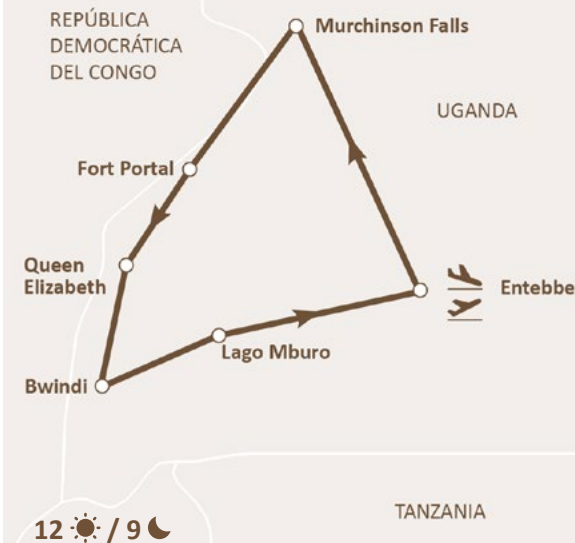 REPÚBLICA
DEMOCRÁTICA
DEL CONGO
Murchinson Falls
UGANDA
Fort Portal
Queen
Elizabeth
Entebbe
Lago Mburo
Bwindi
TANZANIA
12 / 9